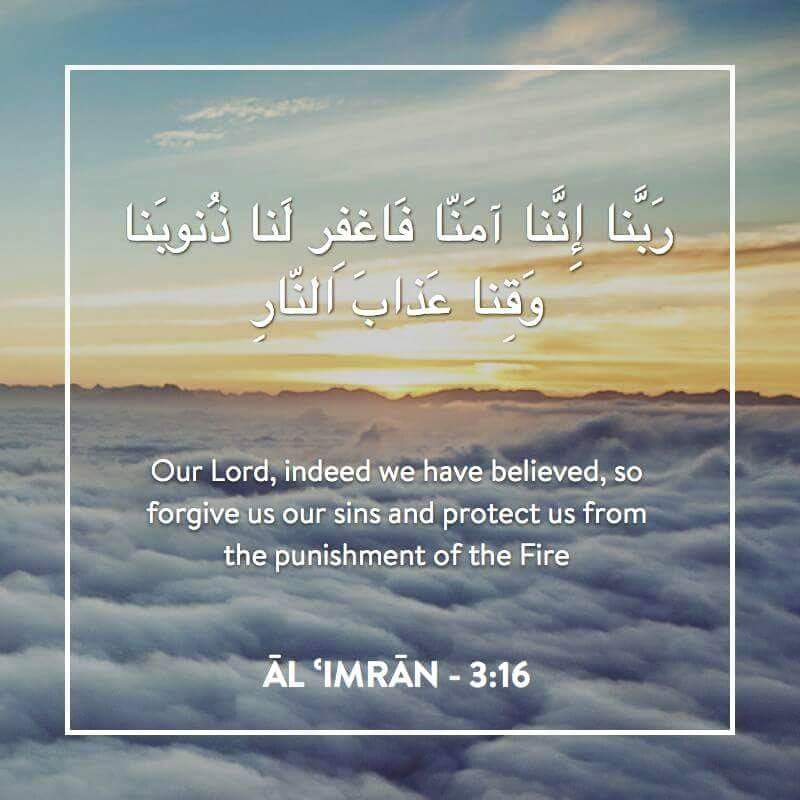 رَبَّنا إِنَّنا آمَنّا فَاغفِر لَنا ذُنوبَنا
وَقِنا عَذابَ النّارِ
Our Lord, indeed we have believed, so
forgive us our sins and protect us from
the punishment of the Fire
ĀL ʿIMRĀN - 3:16